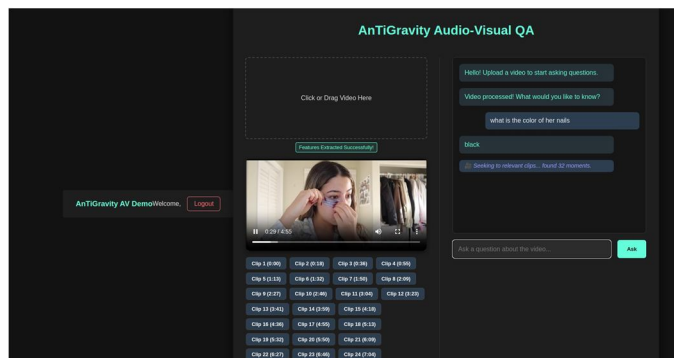 AnTiGravity Audio-Visual QA
Click or Drag Video Here
Features Extracted Successfully!
0:29 / 4:55
Clip 1 (0:00) Clip 2 (0:18) Clip 3 (0:36) Clip 4 (0:55)
Clip 5 (1:13) Clip 6 (1:32) Clip 7 (1:50) Clip 8 (2:09)
Clip 9 (2:27) Clip 10 (2:46) Clip 11 (3:04) Clip 12 (3:23)
Clip 13 (3:41) Clip 14 (3:59) Clip 15 (4:18)
Clip 16 (4:36) Clip 17 (4:55) Clip 18 (5:13)
Clip 19 (5:32) Clip 20 (5:50) Clip 21 (6:09)
Clip 22 (6:27) Clip 23 (6:46) Clip 24 (7:04)
AnTiGravity AV DemoWelcome, Logout
Hello! Upload a video to start asking questions.
Video processed! What would you like to know?
what is the color of her nails
black
Seeking to relevant clips... found 32 moments.
Ask a question about the video... Ask